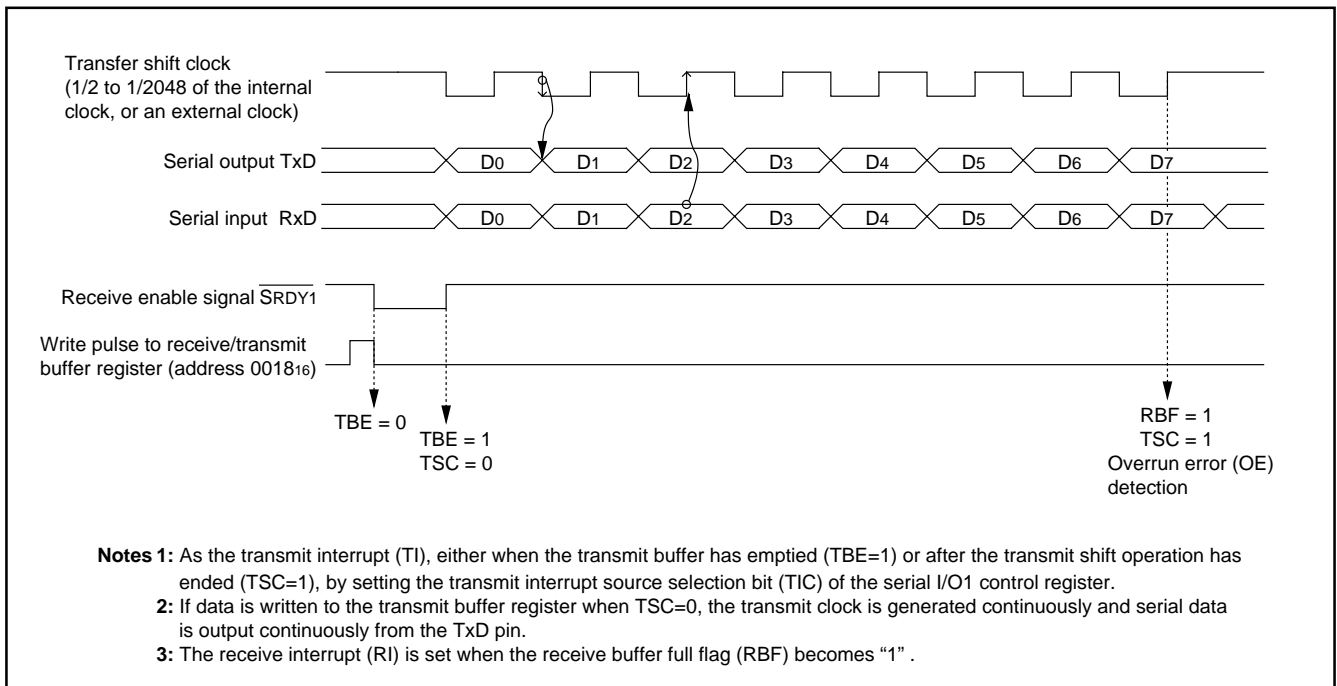 Transfer shift clock
(1/2 to 1/2048 of the internal
clock, or an external clock)
Serial output TxD
D0 D1 D2 D3 D4 D5 D6 D7
Serial input RxD
D0 D1 D2 D3 D4 D5 D6 D7
Receive enable signal SRDY1
Write pulse to receive/transmit
buffer register (address 001816)
TBE = 0
TBE = 1
TSC = 0
RBF = 1
TSC = 1
Overrun error (OE)
detection
Notes 1: As the transmit interrupt (TI), either when the transmit buffer has emptied (TBE=1) or after the transmit shift operation has
ended (TSC=1), by setting the transmit interrupt source selection bit (TIC) of the serial I/O1 control register.
2: If data is written to the transmit buffer register when TSC=0, the transmit clock is generated continuously and serial data
is output continuously from the TxD pin.
3: The receive interrupt (RI) is set when the receive buffer full flag (RBF) becomes “1” .